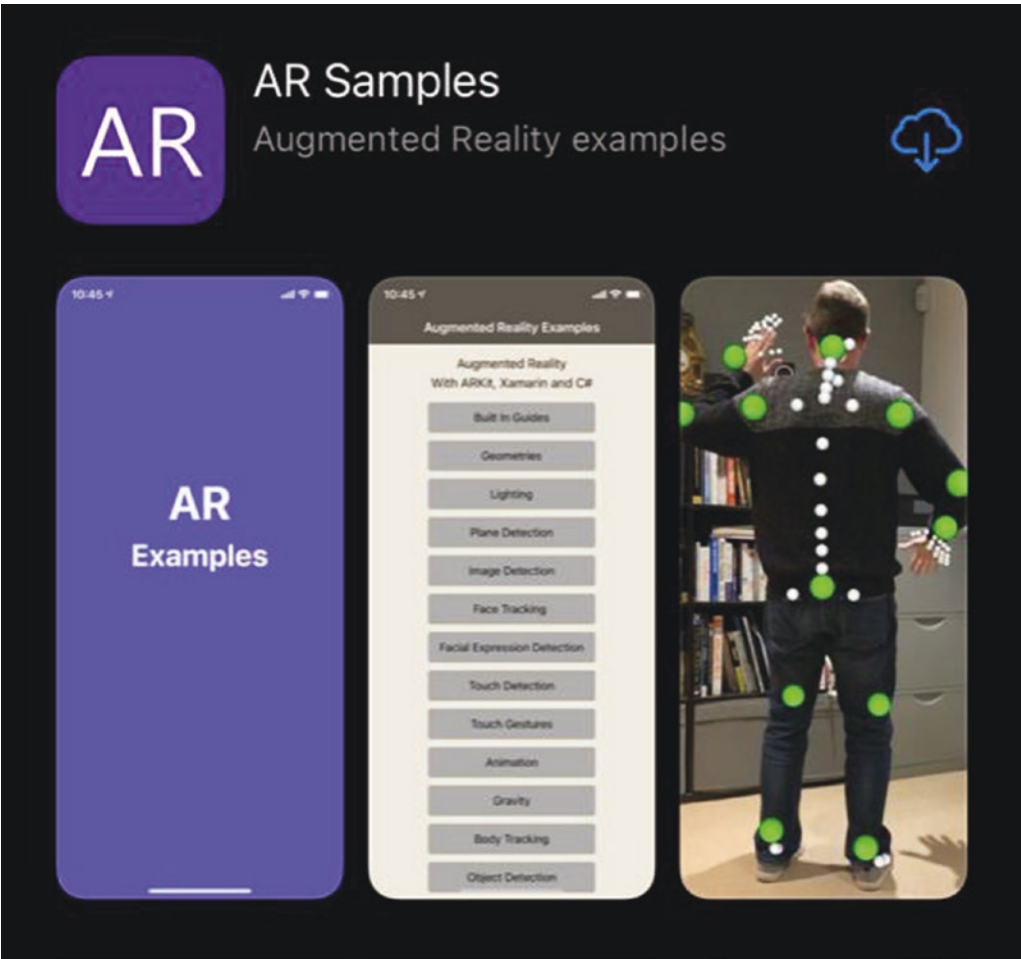 AR
AR Samples
Augmented Reality examples
10:45
AR
Examples
10:45
Augmented Reality Examples
Augmented Reality
With ARKit, Xamarin and C#
Built In Guides
Geometries
Lighting
Plane Detection
Image Detection
Face Tracking
Facial Expression Detection
Touch Detection
Touch Gestures
Animation
Gravity
Body Tracking
Object Detection